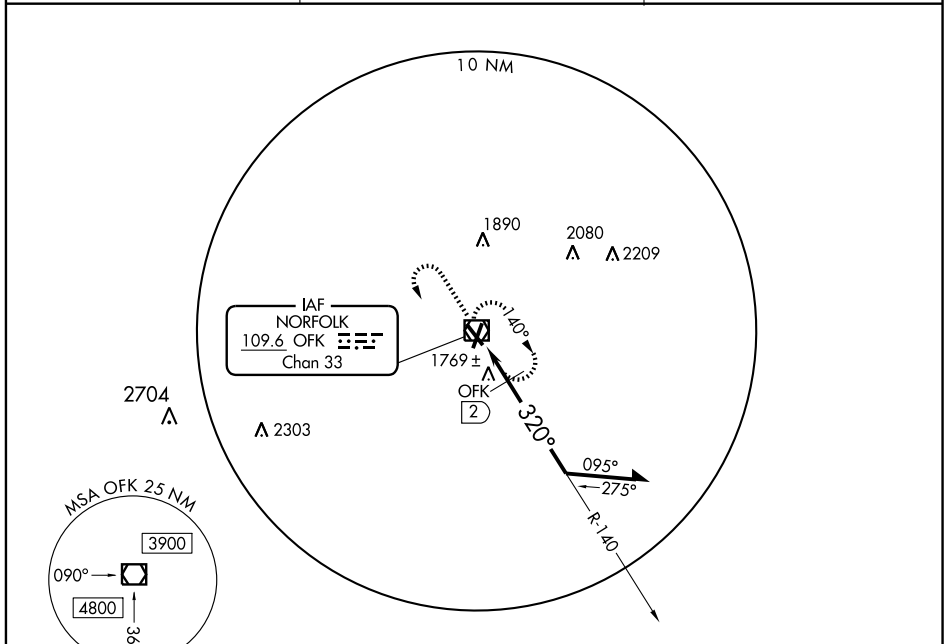 10 NM
1890
2080
2209
IAF
NORFOLK
109.6 OFK
Chan 33
140°
1769 ±
OFK
2
2704
2303
320°
095°
275°
R-140
MSA OFK 25 NM
3900
090°
4800